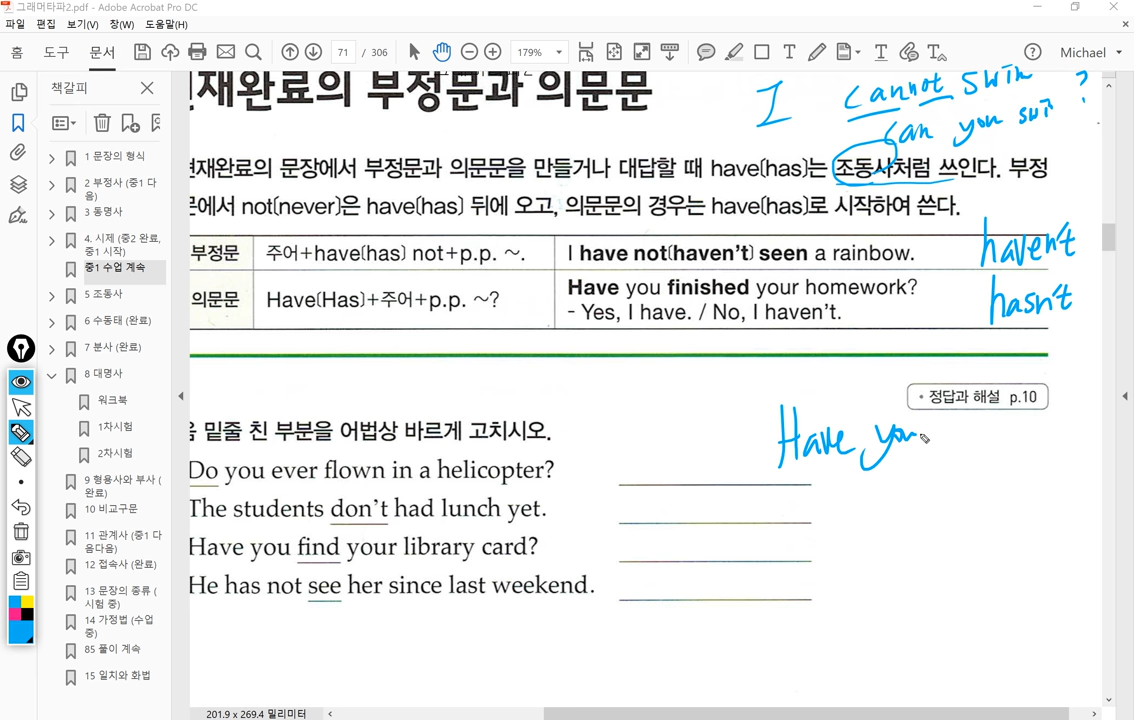 그래머타파2.pdf - Adobe Acrobat Pro DC
파일 편집 보기(V) 창(W) 도움말(H)
홈 도구 문서 71 / 306 179% Michael
책갈피
1 문장의 형식
2 부정사 (중1 다
음)
3 동명사
4. 시제 (중2 완료,
중1 시작)
중1 수업 계속
5 조동사
6 수동태 (완료)
7 분사 (완료)
8 대명사
워크북
1차시험
2차시험
9 형용사와 부사 (
완료)
10 비교구문
11 관계사 (중1 다
음다음)
12 접속사 (완료)
13 문장의 종류 (
시험 중)
14 가정법 (수업
중)
85 풀이 계속
15 일치와 화법
재완료의 부정문과 의문문
I cannot swim
Can you swim ?
현재완료의 문장에서 부정문과 의문문을 만들거나 대답할 때 have(has)는 조동사처럼 쓰인다. 부정
문에서 not(never)은 have(has) 뒤에 오고, 의문문의 경우는 have(has)로 시작하여 쓴다.
부정문 주어+have(has) not+p.p. ~. I have not(haven't) seen a rainbow. haven't
의문문 Have(Has)+주어+p.p. ~? Have you finished your homework?
- Yes, I have. / No, I haven't. hasn't
• 정답과 해설 p.10
밑줄 친 부분을 어법상 바르게 고치시오.
Have you
Do you ever flown in a helicopter?
The students don't had lunch yet.
Have you find your library card?
He has not see her since last weekend.
201.9 x 269.4 밀리미터